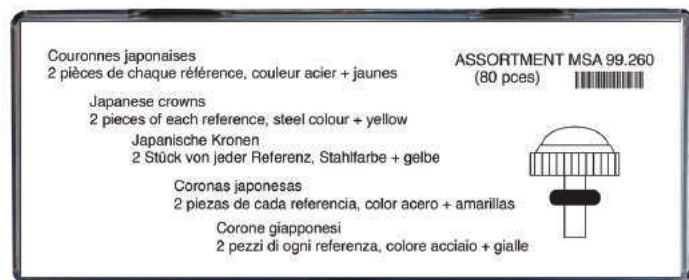 Couronnes japonaises
2 pièces de chaque référence, couleur acier + jaunes
ASSORTMENT MSA 99.260
(80 pces)
Japanese crowns
2 pieces of each reference, steel colour + yellow
Japanische Kronen
2 Stück von jeder Referenz, Stahlfarbe + gelbe
Coronas japonesas
2 piezas de cada referencia, color acero + amarillas
Corone giapponesi
2 pezzi di ogni referenza, colore acciaio + gialle